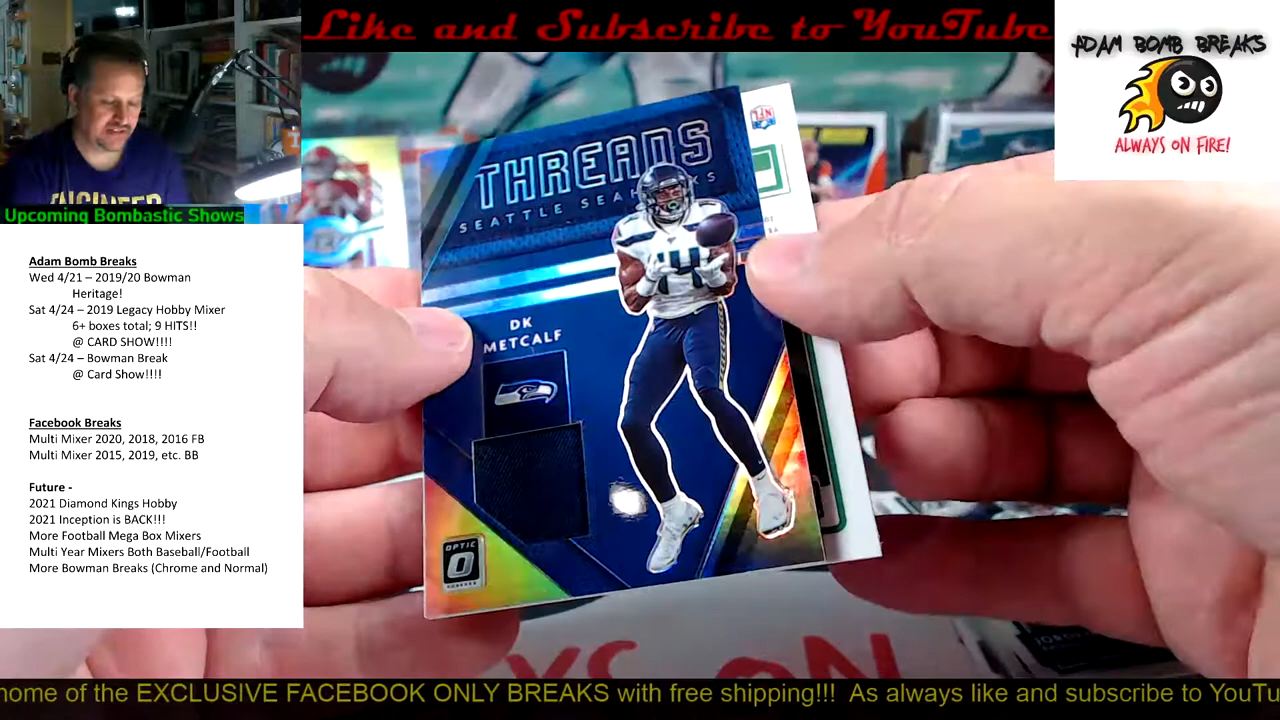 Like and Subscribe to YouTube
ADAM BOMB BREAKS
ALWAYS ON FIRE!
ENGINEER
Upcoming Bombastic Shows
Adam Bomb Breaks
Wed 4/21 – 2019/20 Bowman
Heritage!
Sat 4/24 – 2019 Legacy Hobby Mixer
6+ boxes total; 9 HITS!!
@ CARD SHOW!!!!
Sat 4/24 – Bowman Break
@ Card Show!!!!
Facebook Breaks
Multi Mixer 2020, 2018, 2016 FB
Multi Mixer 2015, 2019, etc. BB
Future -
2021 Diamond Kings Hobby
2021 Inception is BACK!!!
More Football Mega Box Mixers
Multi Year Mixers Both Baseball/Football
More Bowman Breaks (Chrome and Normal)
THREADS
SEATTLE SEAHAWKS
NFL
14
DK
METCALF
OPTIC
O
ON
home of the EXCLUSIVE FACEBOOK ONLY BREAKS with free shipping!!! As always like and subscribe to YouTu